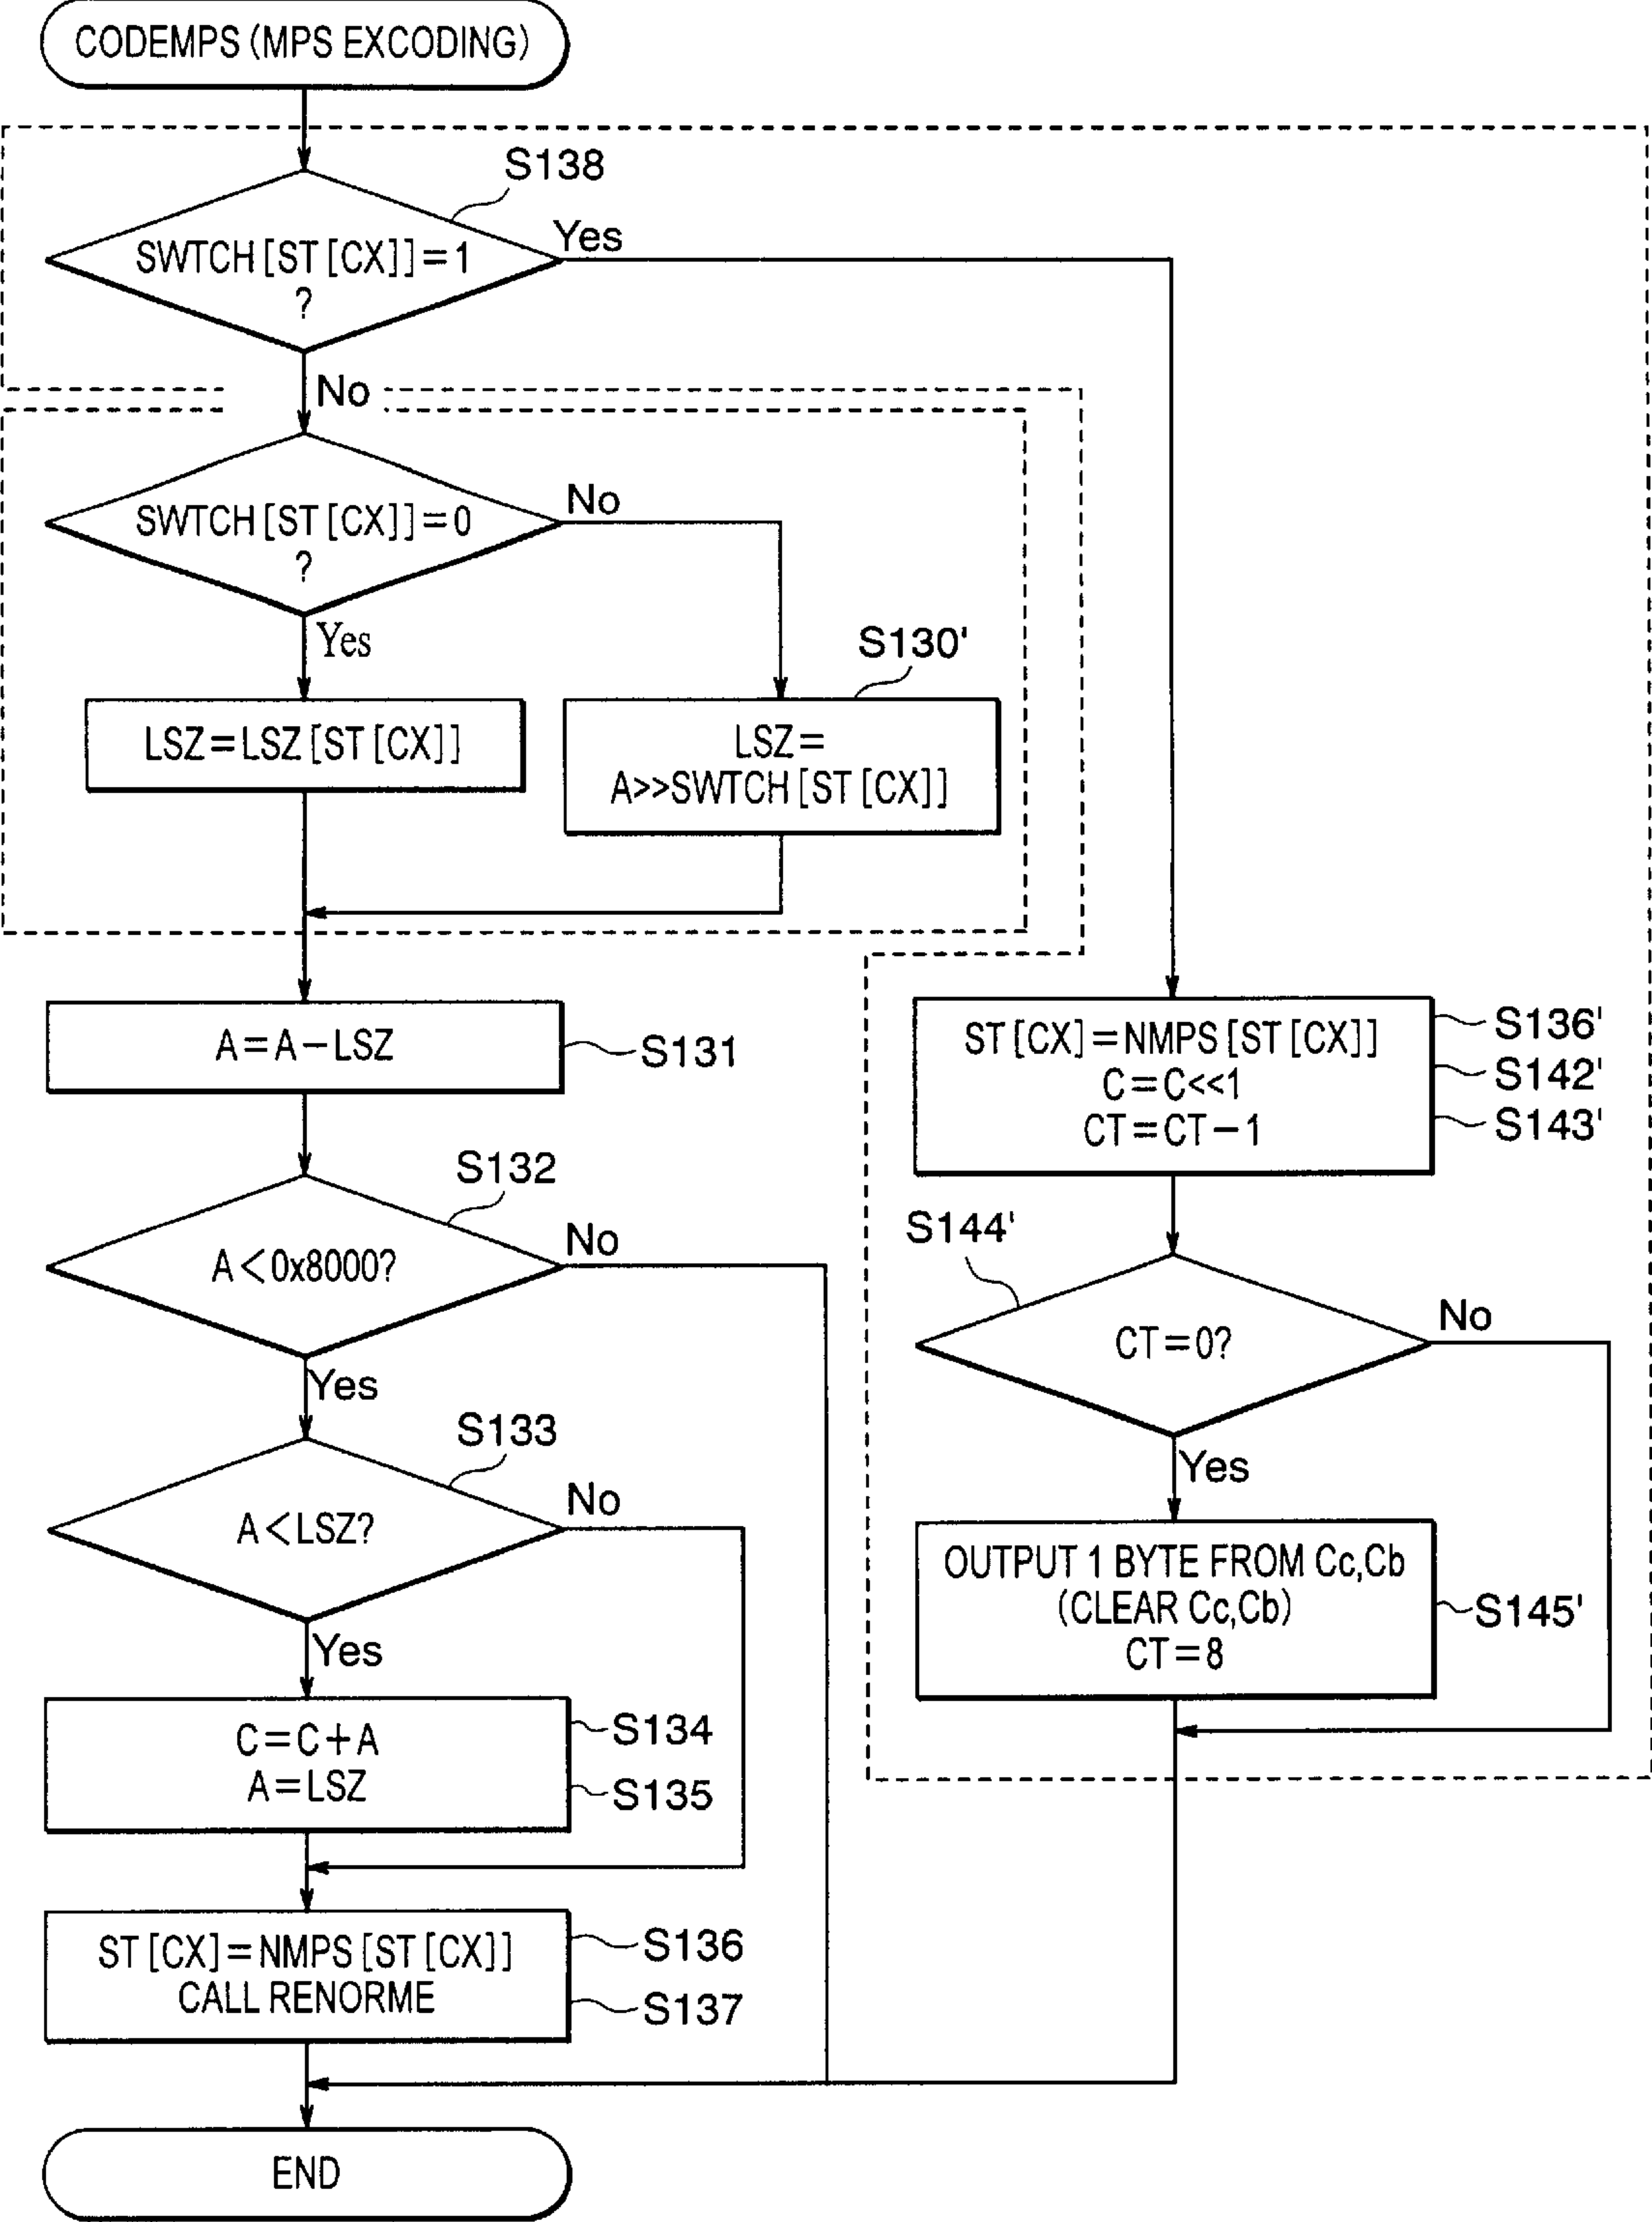 CODEMPS (MPS EXCODING)
S138
SWTCH [ST [CX]] = 1
?
Yes
No
SWTCH [ST [CX]] = 0
?
No
Yes
S130'
LSZ = LSZ [ST [CX]]
LSZ =
A>>SWTCH [ST [CX]]
A = A - LSZ
S131
S132
A < 0x8000?
No
Yes
S133
A < LSZ?
No
Yes
C = C + A
A = LSZ
S134
S135
ST [CX] = NMPS [ST [CX]]
CALL RENORME
S136
S137
ST [CX] = NMPS [ST [CX]]
C = C<<1
CT = CT - 1
S136'
S142'
S143'
S144'
CT = 0?
No
Yes
OUTPUT 1 BYTE FROM Cc,Cb
(CLEAR Cc,Cb)
CT = 8
S145'
END